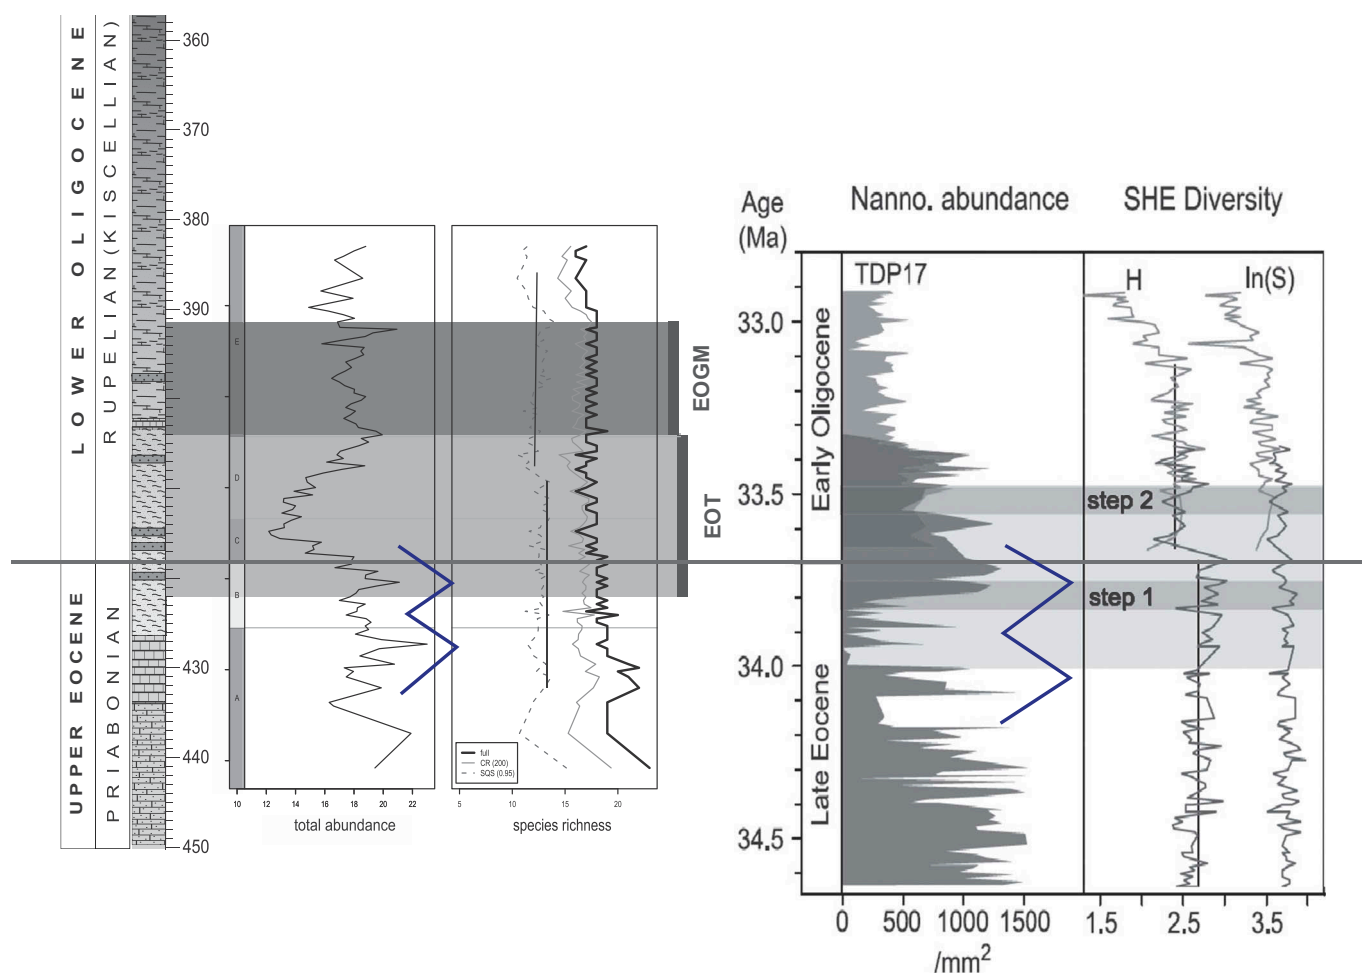 LOWER OLIGOCENE
RUPELIAN (KISCELLIAN)
UPPER EOCENE
PRIABONIAN
360
370
380
390
430
440
450
E
D
C
B
A
10 12 14 16 18 20 22
total abundance
full
CR (200)
SQS (0.95)
5 10 15 20
species richness
EOGM
EOT
Age
(Ma)
Nanno. abundance
SHE Diversity
TDP17
H
ln(S)
33.0
33.5
34.0
34.5
Early Oligocene
Late Eocene
step 2
step 1
0 500 1000 1500
/mm2
1.5 2.5 3.5